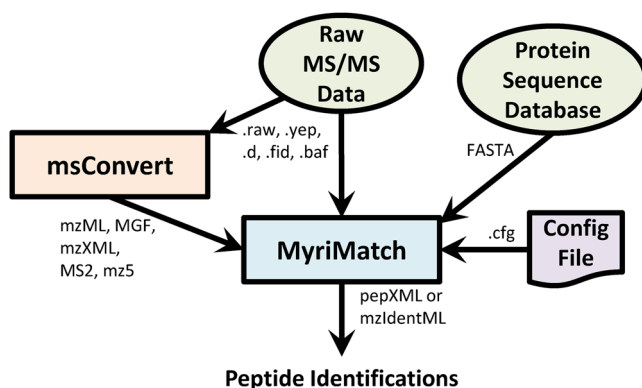 Raw
MS/MS
Data
Protein
Sequence
Database
.raw, .yep,
.d, .fid, .baf
FASTA
msConvert
mzML, MGF,
mzXML,
MS2, mz5
MyriMatch
.cfg
Config
File
pepXML or
mzIdentML
Peptide Identifications